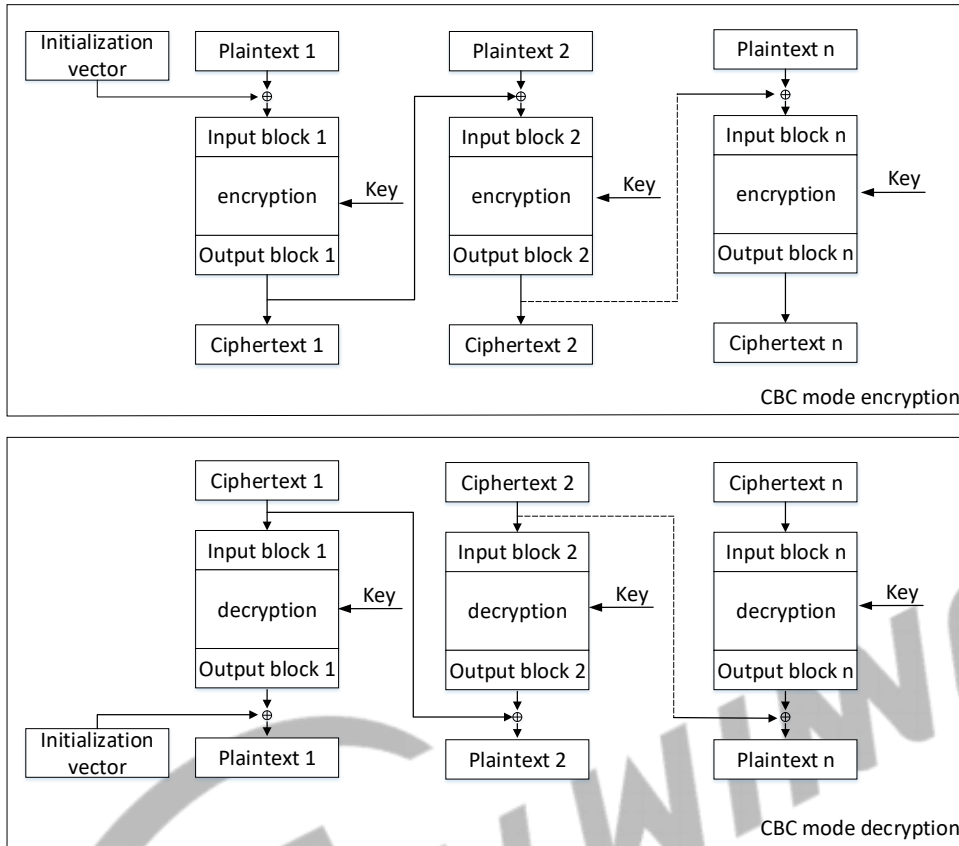 Initialization
vector
Plaintext 1
Plaintext 2
Plaintext n
Input block 1
Input block 2
Input block n
encryption
Key
encryption
Key
encryption
Key
Output block 1
Output block 2
Output block n
Ciphertext 1
Ciphertext 2
Ciphertext n
CBC mode encryption
Ciphertext 1
Ciphertext 2
Ciphertext n
Input block 1
Input block 2
Input block n
decryption
Key
decryption
Key
decryption
Key
Output block 1
Output block 2
Output block n
Initialization
vector
Plaintext 1
Plaintext 2
Plaintext n
CBC mode decryption